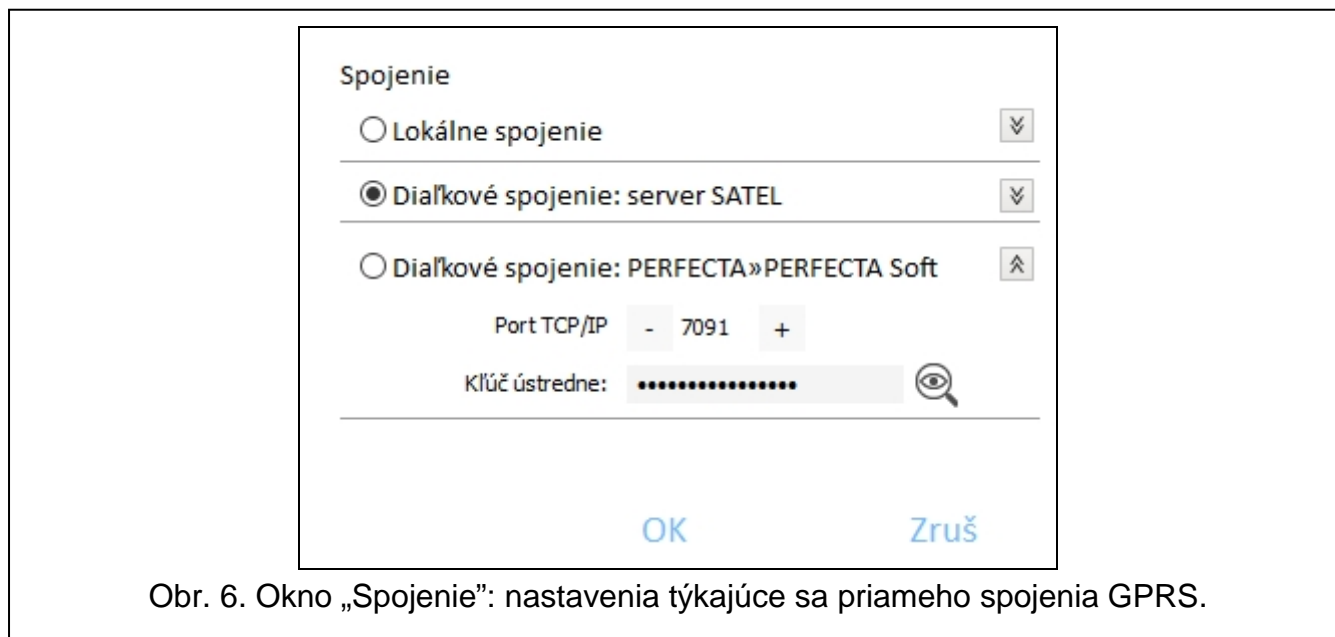 Spojenie
Lokálne spojenie
Diaľkové spojenie: server SATEL
Diaľkové spojenie: PERFECTA»PERFECTA Soft
Port TCP/IP - 7091 +
Kľúč ústredne: ••••••••••••••••
OK Zruš
Obr. 6. Okno „Spojenie”: nastavenia týkajúce sa priameho spojenia GPRS.